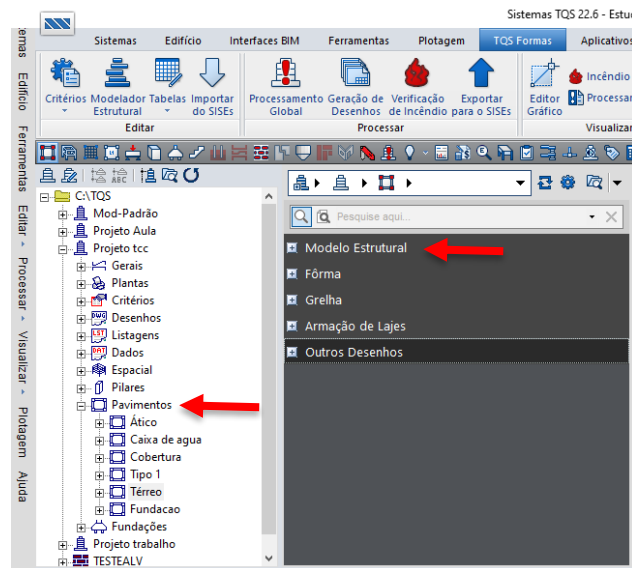 Sistemas TQS 22.6 - Estu
Sistemas Edifício Interfaces BIM Ferramentas Plotagem TQS Formas Aplicativos
Critérios Modelador Estrutural Tabelas Importar do SISEs
Processamento Global Geração de Desenhos Verificação de Incêndio Exportar para o SISEs
Editor Gráfico Incêndio
Processar
Editar Processar Visualizar
emas
Edifício
Ferramentas
Editar
Processar
Visualizar
Plotagem
Ajuda
ABC
C:\TQS
Mod-Padrão
Projeto Aula
Projeto tcc
Gerais
Plantas
Critérios
DWG Desenhos
LST Listagens
DAT Dados
Espacial
Pilares
Pavimentos
Ático
Caixa de agua
Cobertura
Tipo 1
Térreo
Fundacao
Fundações
Projeto trabalho
TESTEALV
Pesquise aqui...
Modelo Estrutural
Fôrma
Grelha
Armação de Lajes
Outros Desenhos